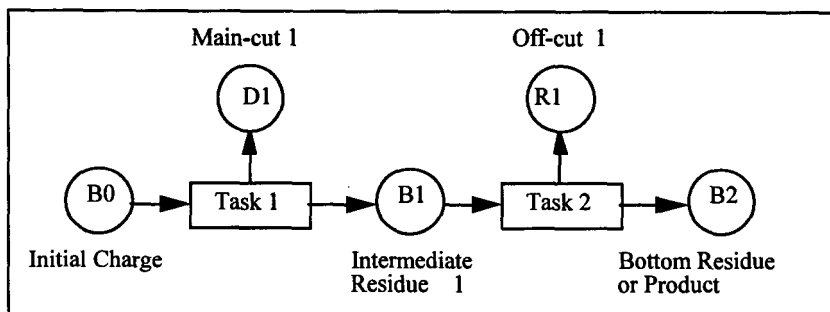 Main-cut 1
Off-cut 1
D1
R1
B0
Task 1
B1
Task 2
B2
Initial Charge
Intermediate
Residue 1
Bottom Residue
or Product